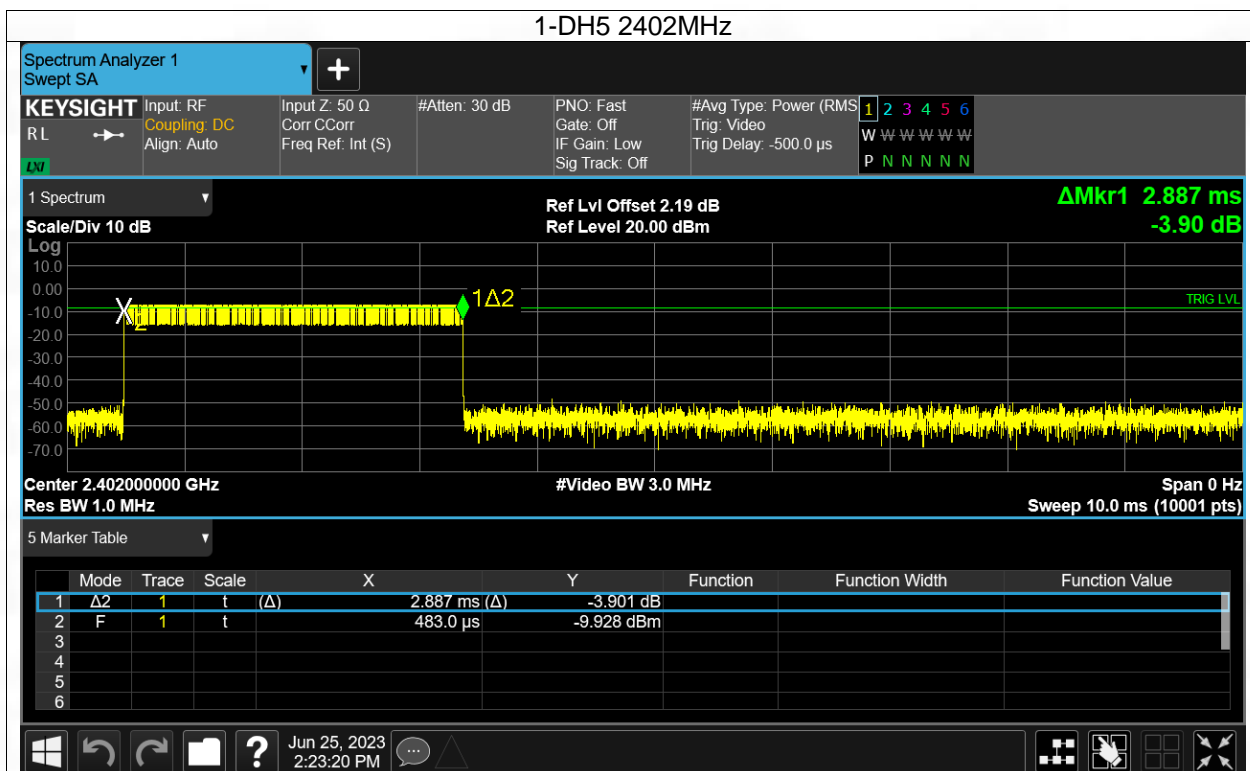 1-DH5 2402MHz
Spectrum Analyzer 1
Swept SA
KEYSIGHT Input: RF Input Z: 50 Ω #Atten: 30 dB PNO: Fast #Avg Type: Power (RMS 1 2 3 4 5 6
R L Coupling: DC Corr CCorr Gate: Off Trig: Video W W W W W W
Align: Auto Freq Ref: Int (S) IF Gain: Low Trig Delay: -500.0 µs
LXI Sig Track: Off P N N N N N
1 Spectrum Ref Lvl Offset 2.19 dB ΔMkr1 2.887 ms
Scale/Div 10 dB Ref Level 20.00 dBm -3.90 dB
Log
10.0
0.00
1Δ2
TRIG LVL
-10.0
X2
-20.0
-30.0
-40.0
-50.0
-60.0
-70.0
Center 2.402000000 GHz #Video BW 3.0 MHz Span 0 Hz
Res BW 1.0 MHz Sweep 10.0 ms (10001 pts)
5 Marker Table
Mode Trace Scale X Y Function Function Width Function Value
1 Δ2 1 t (Δ) 2.887 ms (Δ) -3.901 dB
2 F 1 t 483.0 µs -9.928 dBm
3
4
5
6
? Jun 25, 2023
2:23:20 PM